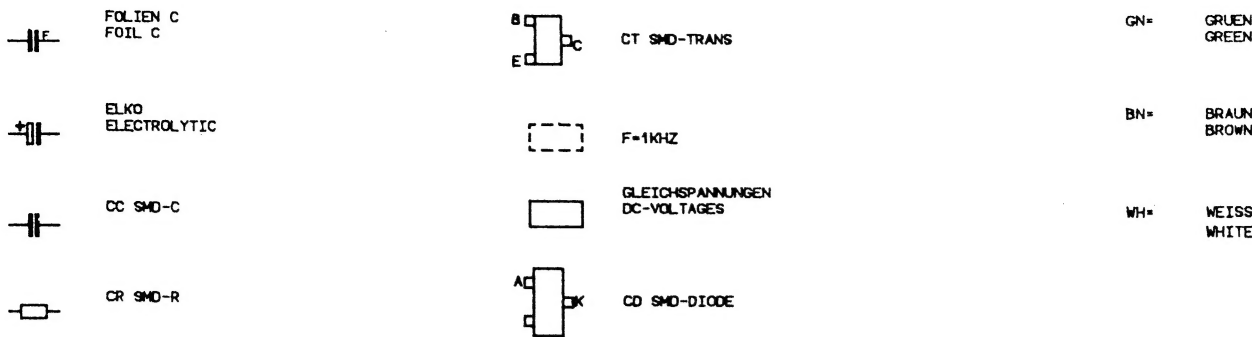 F
FOLIEN C
FOIL C
+
ELKO
ELECTROLYTIC
CC SMD-C
CR SMD-R
B
E
C
CT SMD-TRANS
F=1KHZ
GLEICHSPANNUNGEN
DC-VOLTAGES
A
K
CD SMD-DIODE
GN= GRUEN
GREEN
BN= BRAUN
BROWN
WH= WEISS
WHITE